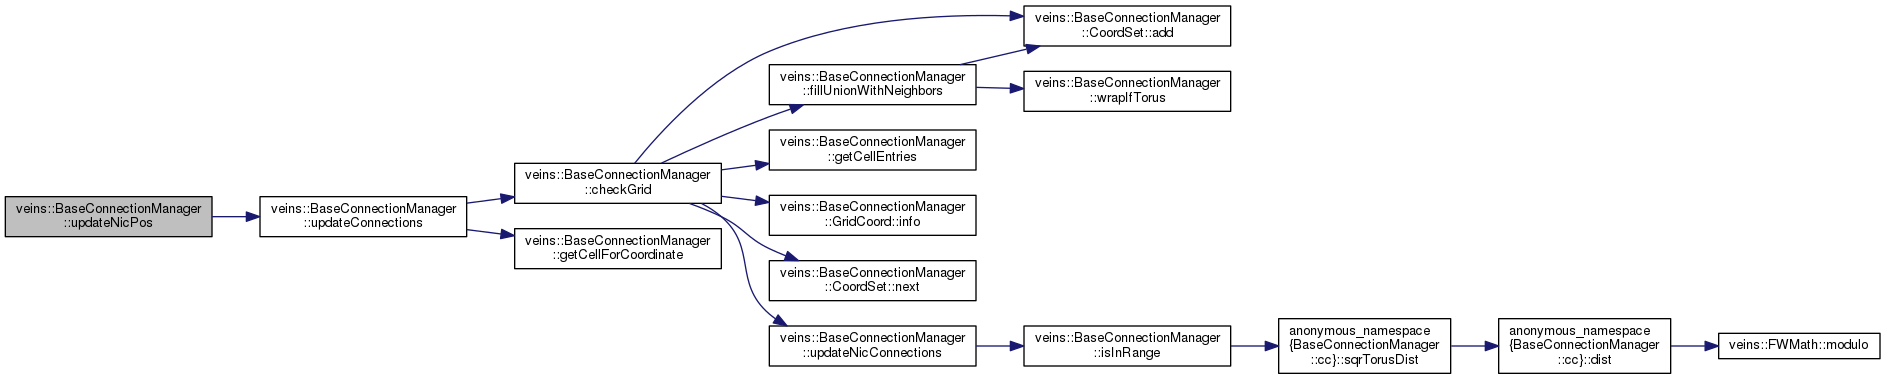 veins::BaseConnectionManager
::updateNicPos
veins::BaseConnectionManager
::updateConnections
veins::BaseConnectionManager
::checkGrid
veins::BaseConnectionManager
::getCellForCoordinate
veins::BaseConnectionManager
::CoordSet::add
veins::BaseConnectionManager
::fillUnionWithNeighbors
veins::BaseConnectionManager
::wrapIfTorus
veins::BaseConnectionManager
::getCellEntries
veins::BaseConnectionManager
::GridCoord::info
veins::BaseConnectionManager
::CoordSet::next
veins::BaseConnectionManager
::updateNicConnections
veins::BaseConnectionManager
::isInRange
anonymous_namespace
{BaseConnectionManager
::cc}::sqrTorusDist
anonymous_namespace
{BaseConnectionManager
::cc}::dist
veins::FWMath::modulo